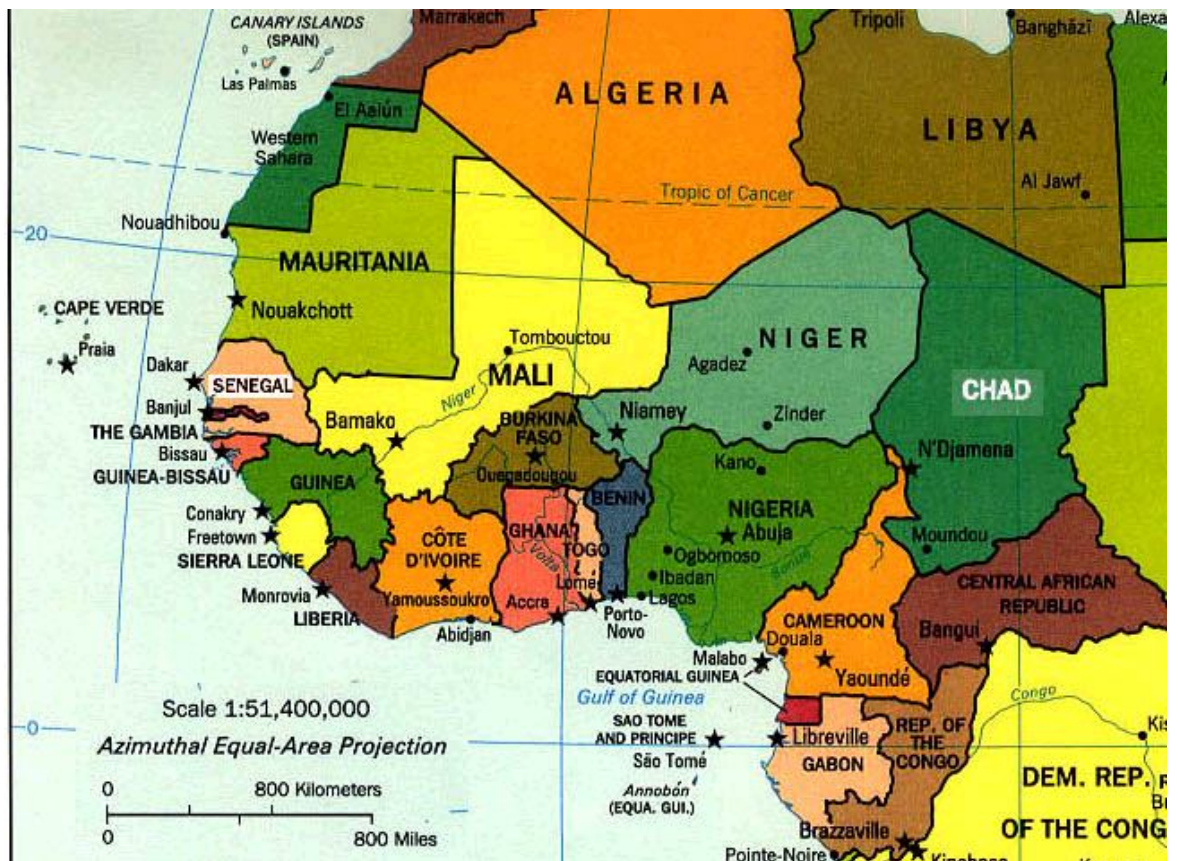 CANARY ISLANDS
(SPAIN)
Las Palmas
Marrakech
Tripoli
Banghāzī
El Aaiún
Western
Sahara
ALGERIA
LIBYA
Al Jawf
Tropic of Cancer
Nouadhibou
20
MAURITANIA
Nouakchott
CAPE VERDE
Praia
Tombouctou
MALI
Niger
Bamako
NIGER
Agadez
Zinder
Niamey
CHAD
N'Djamena
Moundou
Dakar
SENEGAL
Banjul
THE GAMBIA
Bissau
GUINEA-BISSAU
GUINEA
Conakry
Freetown
SIERRA LEONE
Monrovia
LIBERIA
BURKINA
FASO
Ouagadougou
CÔTE
D'IVOIRE
Yamoussoukro
Abidjan
GHANA
Volta
Accra
TOGO
Lome
BENIN
Porto-
Novo
Kano
NIGERIA
Abuja
Ogbomoso
Ibadan
Lagos
Benue
CENTRAL AFRICAN
REPUBLIC
Bangui
CAMEROON
Douala
Yaoundé
Malabo
EQUATORIAL GUINEA
Gulf of Guinea
SAO TOME
AND PRINCIPE
São Tomé
Annobón
(EQUA. GUI.)
Libreville
GABON
REP. OF
THE
CONGO
Congo
DEM. REP.
OF THE CONG
Brazzaville
Pointe-Noire
0
Scale 1:51,400,000
Azimuthal Equal-Area Projection
0 800 Kilometers
0 800 Miles